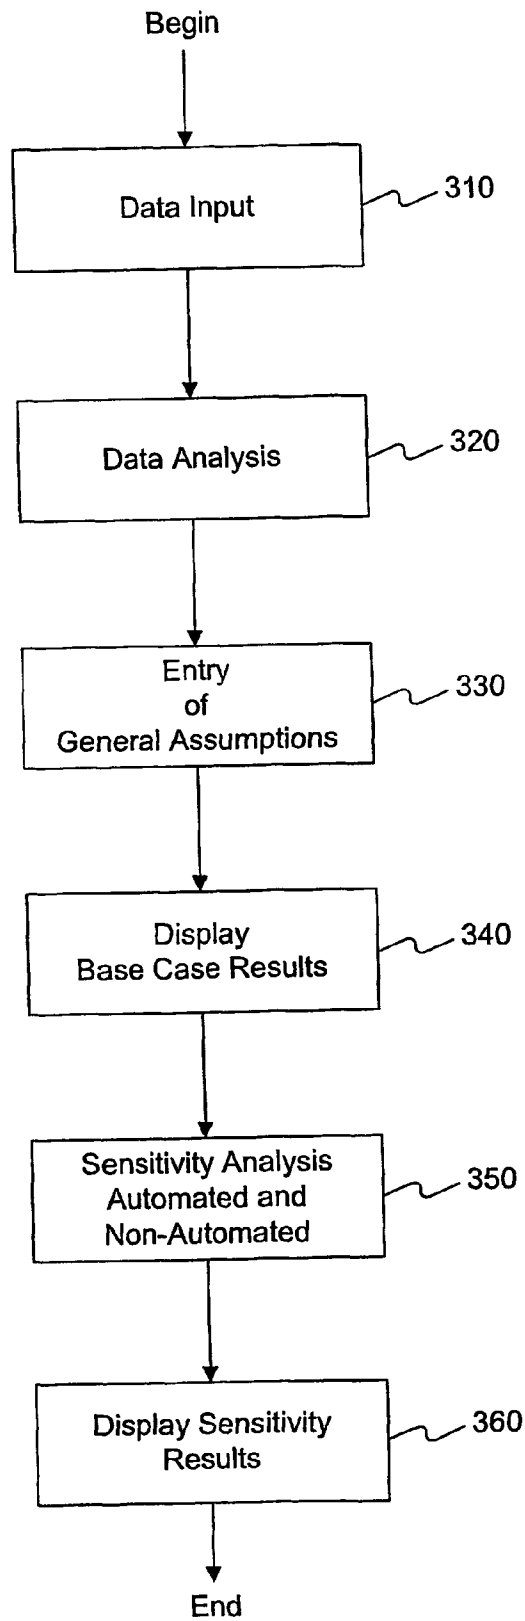 Begin
Data Input
310
Data Analysis
320
Entry
of
General Assumptions
330
Display
Base Case Results
340
Sensitivity Analysis
Automated and
Non-Automated
350
Display Sensitivity
Results
360
End